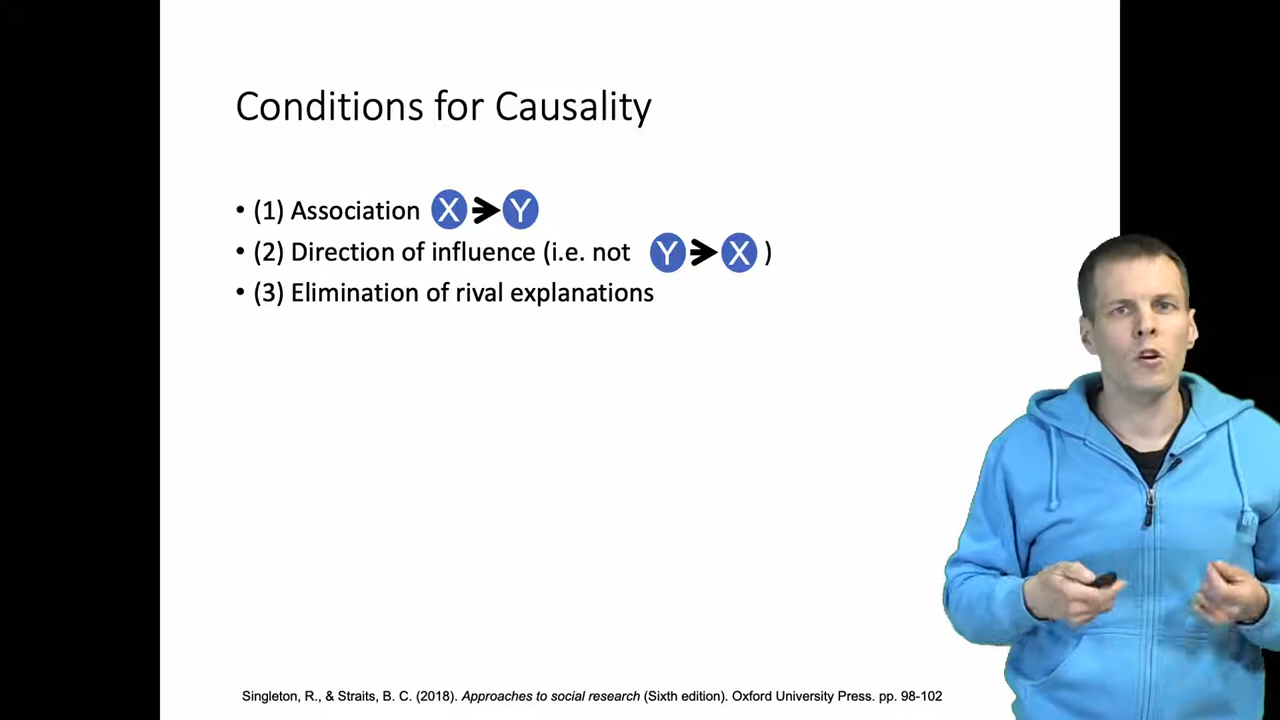 Conditions for Causality
• (1) Association X → Y
• (2) Direction of influence (i.e. not Y → X )
• (3) Elimination of rival explanations
Singleton, R., & Straits, B. C. (2018). Approaches to social research (Sixth edition). Oxford University Press. pp. 98-102